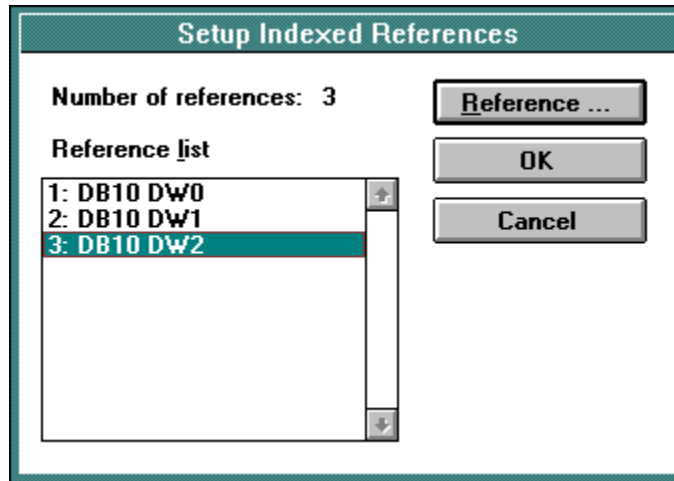 Setup Indexed References
Number of references: 3
Reference ...
Reference list
OK
1: DB10 DW0
2: DB10 DW1
3: DB10 DW2
Cancel